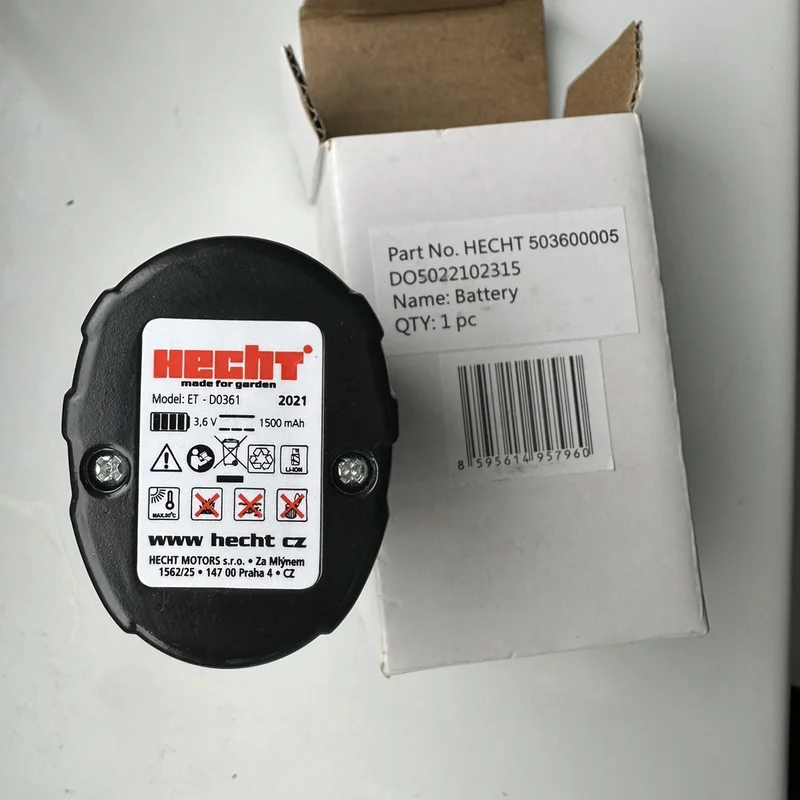 Part No. HECHT 503600005
DO5022102315
Name: Battery
QTY: 1 pc
8 595614 957960
HECHT
made for garden
Model: ET - D0361 2021
3,6 V 1500 mAh
LI-ION
MAX.50°C
www hecht cz
HECHT MOTORS s.r.o. • Za Mlýnem
1562/25 • 147 00 Praha 4 • CZ